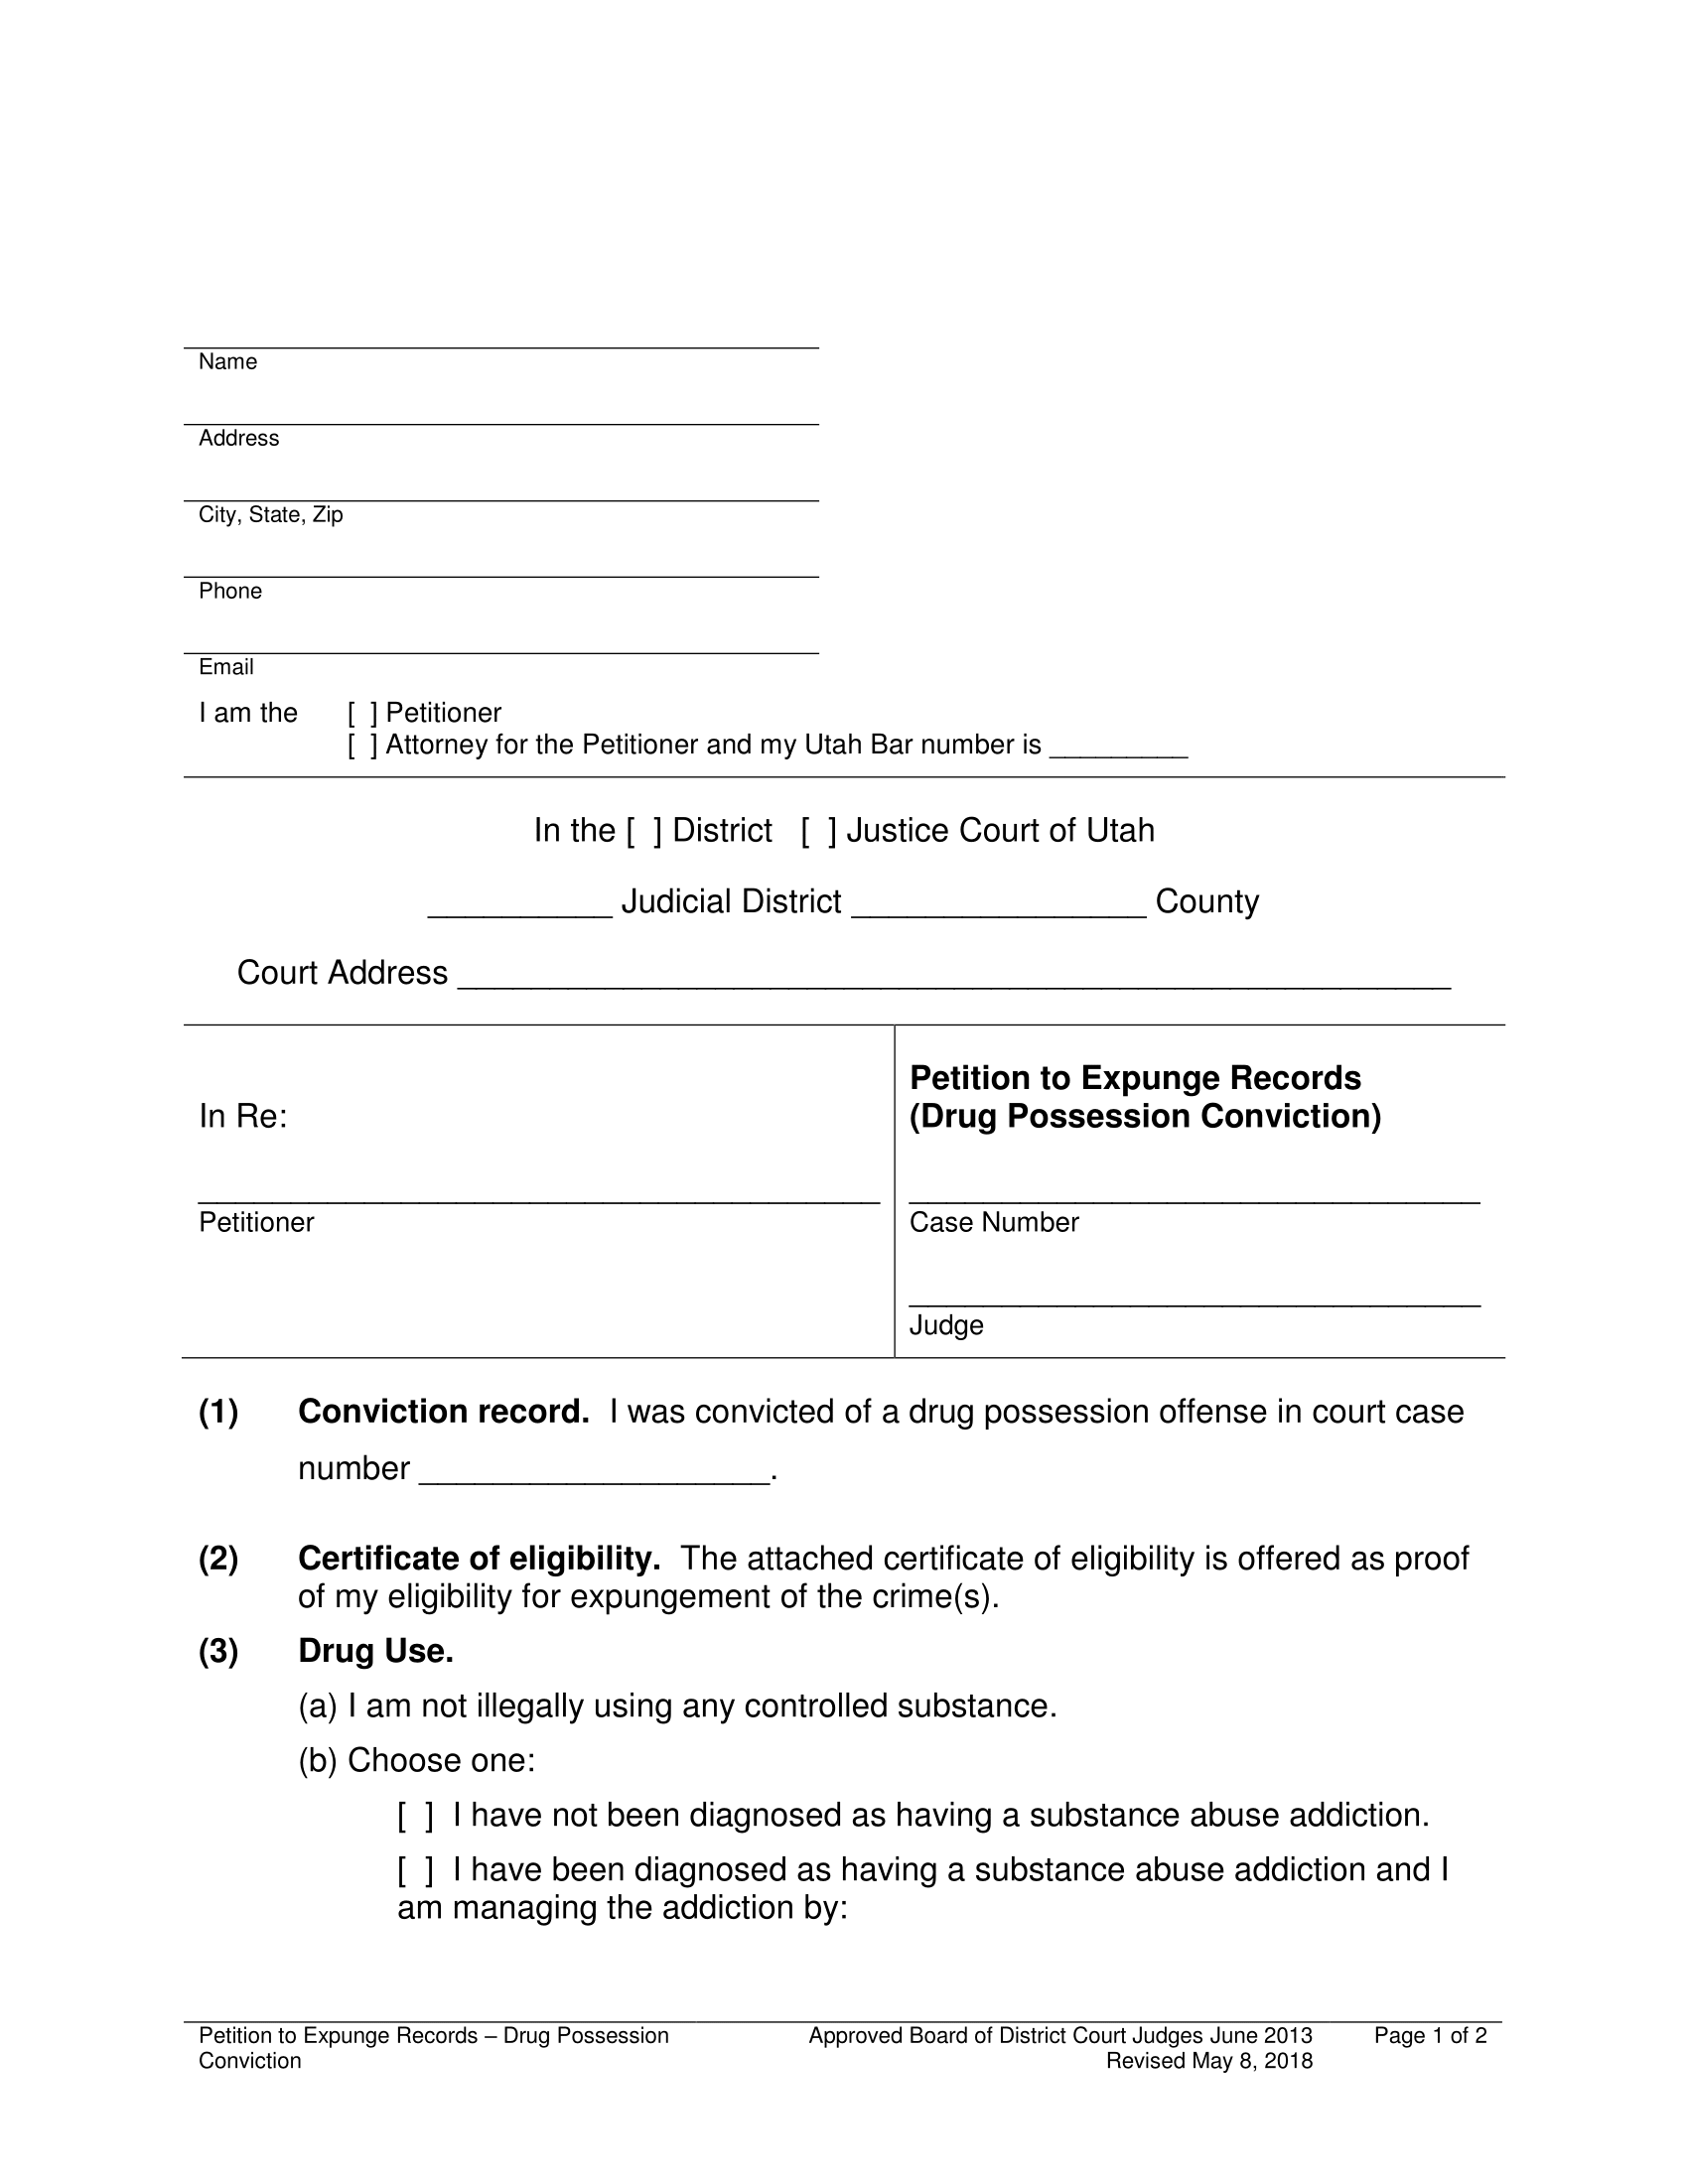 Name
Address
City, State, Zip
Phone
Email
I am the [ ] Petitioner
[ ] Attorney for the Petitioner and my Utah Bar number is _________
In the [ ] District [ ] Justice Court of Utah
__________ Judicial District ________________ County
Court Address ______________________________________________________
In Re:
_____________________________________
Petitioner
Petition to Expunge Records
(Drug Possession Conviction)
_______________________________
Case Number
_______________________________
Judge
(1) Conviction record. I was convicted of a drug possession offense in court case
number ___________________.
(2) Certificate of eligibility. The attached certificate of eligibility is offered as proof
of my eligibility for expungement of the crime(s).
(3) Drug Use.
(a) I am not illegally using any controlled substance.
(b) Choose one:
[ ] I have not been diagnosed as having a substance abuse addiction.
[ ] I have been diagnosed as having a substance abuse addiction and I
am managing the addiction by:
Petition to Expunge Records – Drug Possession
Conviction
Approved Board of District Court Judges June 2013
Revised May 8, 2018
Page 1 of 2